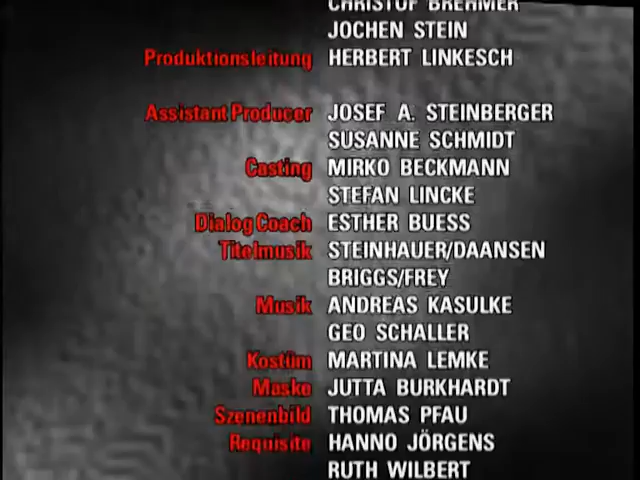 CHRISTOF BREHMER
JOCHEN STEIN
Produktionsleitung HERBERT LINKESCH
Assistant Producer JOSEF A. STEINBERGER
SUSANNE SCHMIDT
Casting MIRKO BECKMANN
STEFAN LINCKE
Dialog Coach ESTHER BUESS
Titelmusik STEINHAUER/DAANSEN
BRIGGS/FREY
Musik ANDREAS KASULKE
GEO SCHALLER
Kostüm MARTINA LEMKE
Maske JUTTA BURKHARDT
Szenenbild THOMAS PFAU
Requisite HANNO JÖRGENS
RUTH WILBERT